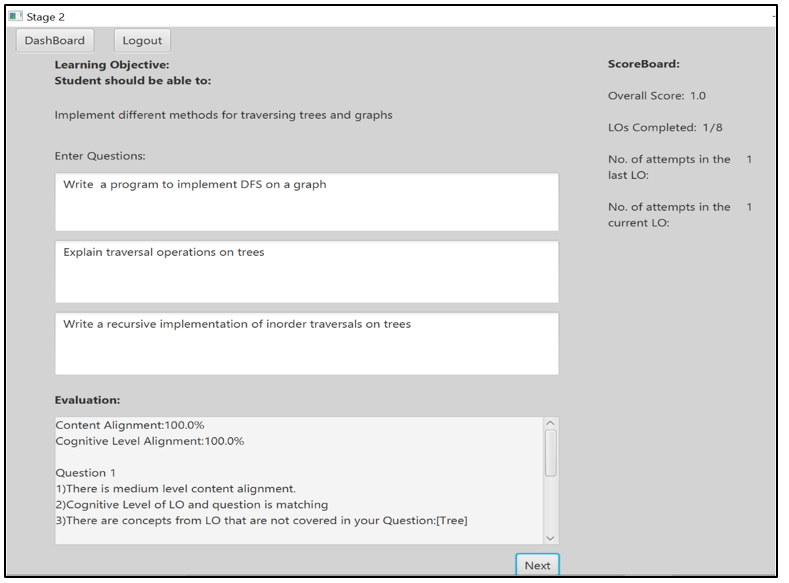 Stage 2
DashBoard Logout
Learning Objective:
Student should be able to:
Implement different methods for traversing trees and graphs
Enter Questions:
Write a program to implement DFS on a graph
Explain traversal operations on trees
Write a recursive implementation of inorder traversals on trees
Evaluation:
Content Alignment:100.0%
Cognitive Level Alignment:100.0%
Question 1
1)There is medium level content alignment.
2)Cognitive Level of LO and question is matching
3)There are concepts from LO that are not covered in your Question:[Tree]
Next
ScoreBoard:
Overall Score: 1.0
LOs Completed: 1/8
No. of attempts in the 1
last LO:
No. of attempts in the 1
current LO: